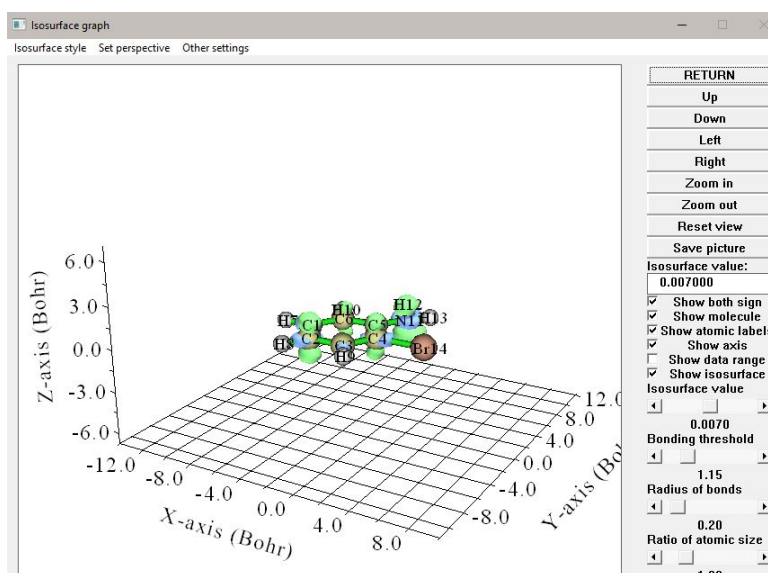 Isosurface graph
Isosurface style Set perspective Other settings
RETURN
Up
Down
Left
Right
Zoom in
Zoom out
Reset view
Save picture
Isosurface value:
0.007000
Show both sign
Show molecule
Show atomic labels
Show axis
Show data range
Show isosurface
Isosurface value
0.0070
Bonding threshold
1.15
Radius of bonds
0.20
Ratio of atomic size
Z-axis (Bohr)
6.0
3.0
0.0
-3.0
-6.0
H7 C1 H10 C6 C5 H12 N11 H13
H8 C2 C3 H9 C4 Br14
-12.0
-8.0
-4.0
0.0
4.0
8.0
X-axis (Bohr)
12.0
8.0
4.0
0.0
-4.0
-8.0
Y-axis (Bo